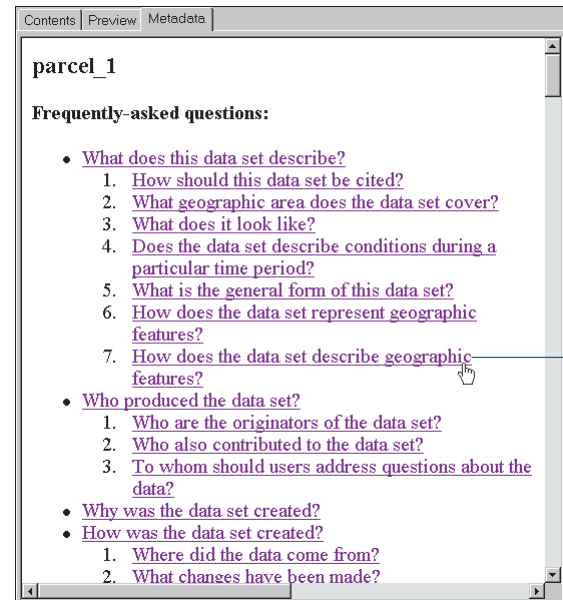 Contents Preview Metadata
parcel_1
Frequently-asked questions:
• What does this data set describe?
1. How should this data set be cited?
2. What geographic area does the data set cover?
3. What does it look like?
4. Does the data set describe conditions during a
particular time period?
5. What is the general form of this data set?
6. How does the data set represent geographic
features?
7. How does the data set describe geographic
features?
• Who produced the data set?
1. Who are the originators of the data set?
2. Who also contributed to the data set?
3. To whom should users address questions about the
data?
• Why was the data set created?
• How was the data set created?
1. Where did the data come from?
2. What changes have been made?